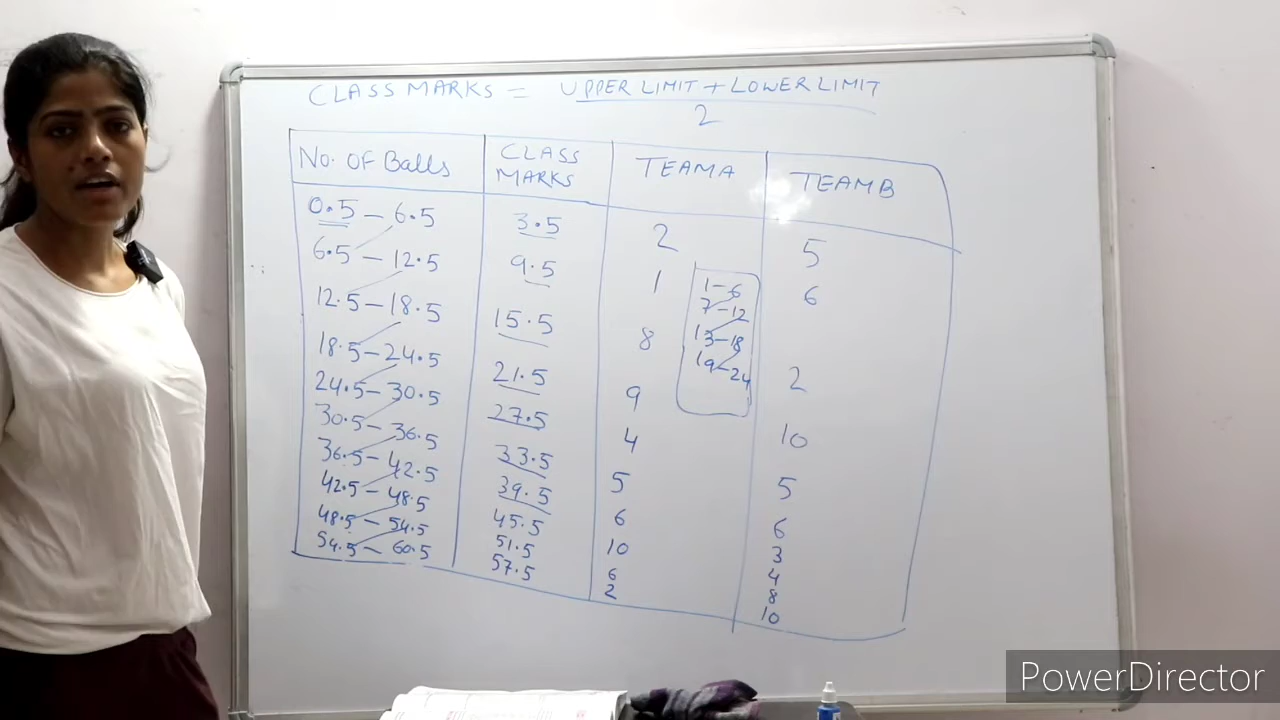 CLASS MARKS = UPPER LIMIT + LOWER LIMIT
2
No. OF Balls CLASS MARKS TEAM A TEAM B
0.5 – 6.5 3.5 2 5
6.5 – 12.5 9.5 1 6
12.5 – 18.5 15.5 8 2
18.5 – 24.5 21.5 9 10
24.5 – 30.5 27.5 4 5
30.5 – 36.5 33.5 5 6
36.5 – 42.5 39.5 6 3
42.5 – 48.5 45.5 10 4
48.5 – 54.5 51.5 6 8
54.5 – 60.5 57.5 2 10
1–6
7–12
13–18
19–24
PowerDirector